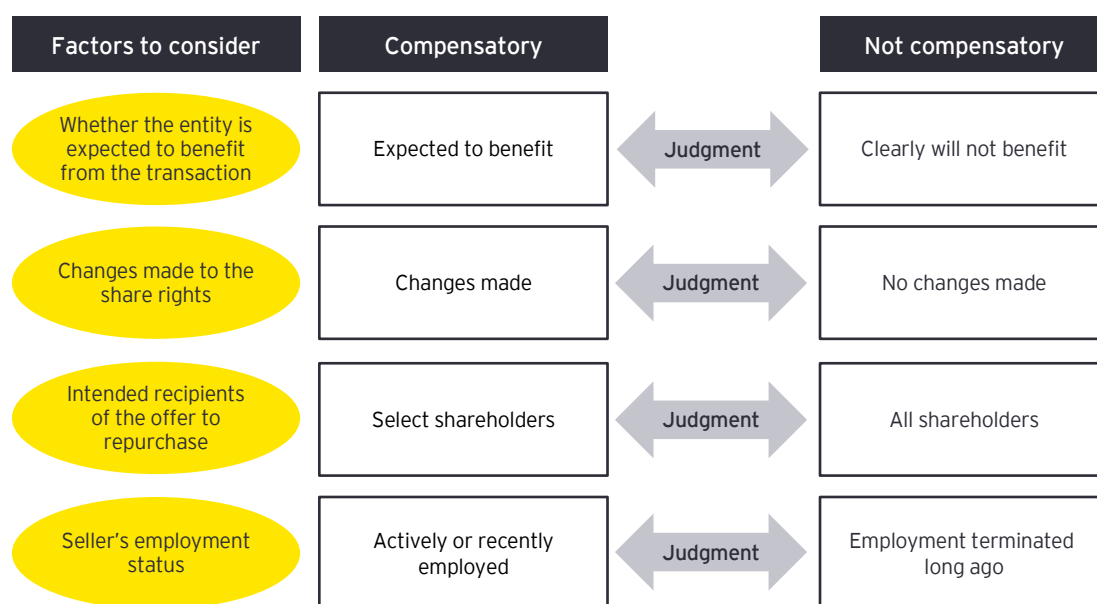 Factors to consider
Compensatory
Not compensatory
Whether the entity is
expected to benefit
from the transaction
Expected to benefit
Judgment
Clearly will not benefit
Changes made to the
share rights
Changes made
Judgment
No changes made
Intended recipients
of the offer to
repurchase
Select shareholders
Judgment
All shareholders
Seller's employment
status
Actively or recently
employed
Judgment
Employment terminated
long ago